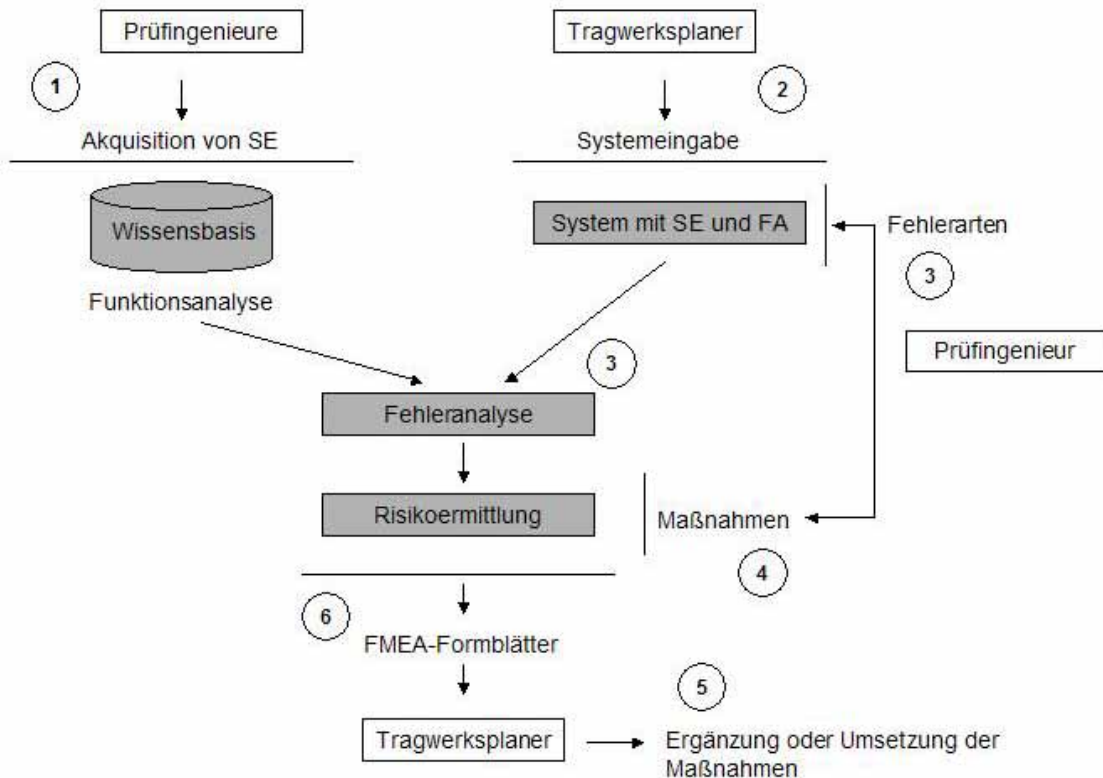 Prüfingenieure
Tragwerksplaner
1
2
Akquisition von SE
Systemeingabe
Wissensbasis
System mit SE und FA
Fehlerarten
3
Funktionsanalyse
Prüfingenieur
3
Fehleranalyse
Risikoermittlung
Maßnahmen
4
6
FMEA-Formblätter
5
Tragwerksplaner
Ergänzung oder Umsetzung der
Maßnahmen